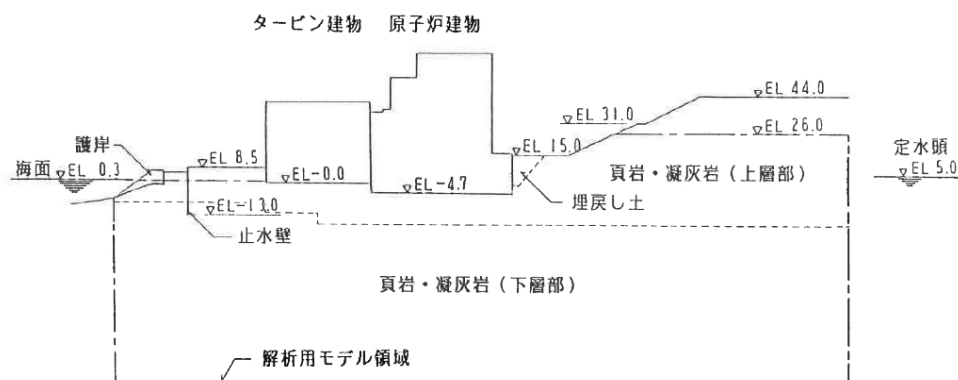 タービン建物 原子炉建物
EL 44.0
EL 31.0
EL 26.0
護岸
EL 15.0
定水頭
海面 EL 0.3
EL 8.5
EL-0.0
EL-4.7
頁岩・凝灰岩(上層部)
EL 5.0
埋戻し土
EL-13.0
止水壁
頁岩・凝灰岩(下層部)
解析用モデル領域